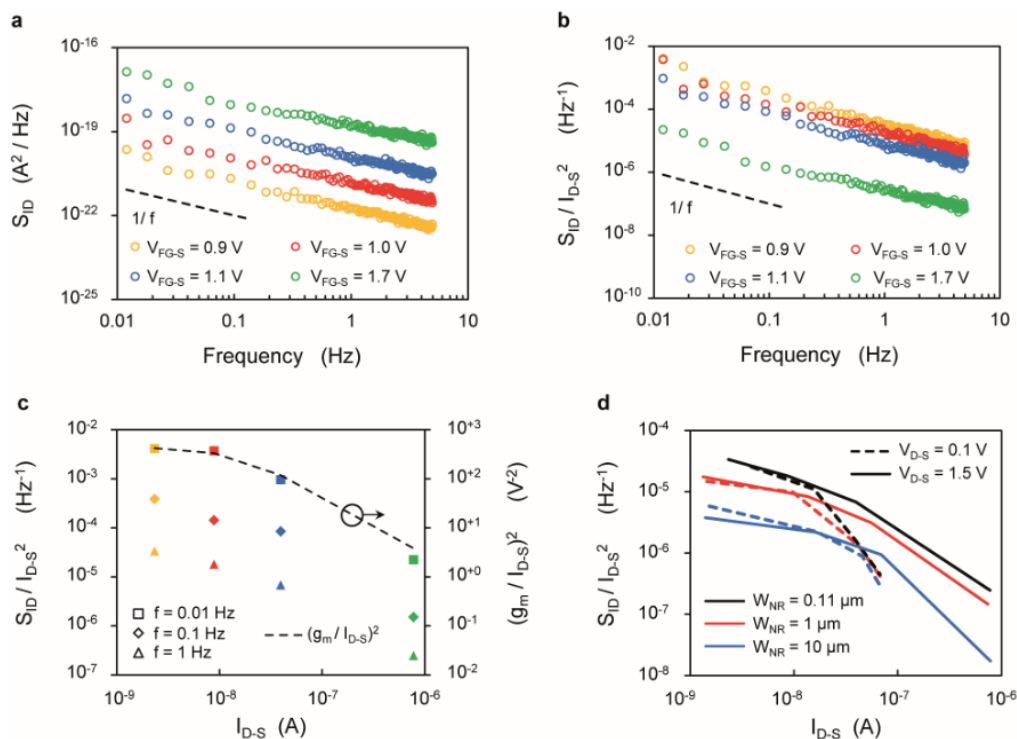 a
S_ID (A² / Hz)
10⁻¹⁶
10⁻¹⁹
10⁻²²
10⁻²⁵
1/ f
V_FG-S = 0.9 V
V_FG-S = 1.0 V
V_FG-S = 1.1 V
V_FG-S = 1.7 V
0.01 0.1 1 10
Frequency (Hz)
b
S_ID / I_D-S² (Hz⁻¹)
10⁻²
10⁻⁴
10⁻⁶
10⁻⁸
10⁻¹⁰
1/ f
V_FG-S = 0.9 V
V_FG-S = 1.0 V
V_FG-S = 1.1 V
V_FG-S = 1.7 V
0.01 0.1 1 10
Frequency (Hz)
c
S_ID / I_D-S² (Hz⁻¹)
10⁻²
10⁻³
10⁻⁴
10⁻⁵
10⁻⁶
10⁻⁷
f = 0.01 Hz
f = 0.1 Hz
f = 1 Hz
(g_m / I_D-S)²
10⁺³
10⁺²
10⁺¹
10⁺⁰
10⁻¹
10⁻²
(g_m / I_D-S)² (V⁻²)
10⁻⁹ 10⁻⁸ 10⁻⁷ 10⁻⁶
I_D-S (A)
d
S_ID / I_D-S² (Hz⁻¹)
10⁻⁴
10⁻⁵
10⁻⁶
10⁻⁷
10⁻⁸
V_D-S = 0.1 V
V_D-S = 1.5 V
W_NR = 0.11 µm
W_NR = 1 µm
W_NR = 10 µm
10⁻⁹ 10⁻⁸ 10⁻⁷ 10⁻⁶
I_D-S (A)